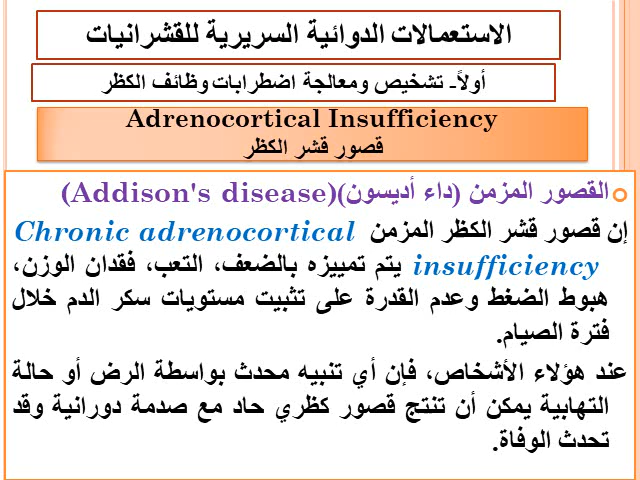 الاستعمالات الدوائية السريرية للقشرانيات
أولاً- تشخيص ومعالجة اضطرابات وظائف الكظر
Adrenocortical Insufficiency
قصور قشر الكظر
القصور المزمن (داء أديسون)(Addison's disease)
إن قصور قشر الكظر المزمن Chronic adrenocortical
insufficiency يتم تمييزه بالضعف، التعب، فقدان الوزن،
هبوط الضغط وعدم القدرة على تثبيت مستويات سكر الدم خلال
فترة الصيام.
عند هؤلاء الأشخاص، فإن أي تنبيه محدث بواسطة الرض أو حالة
التهابية يمكن أن تنتج قصور كظري حاد مع صدمة دورانية وقد
تحدث الوفاة.